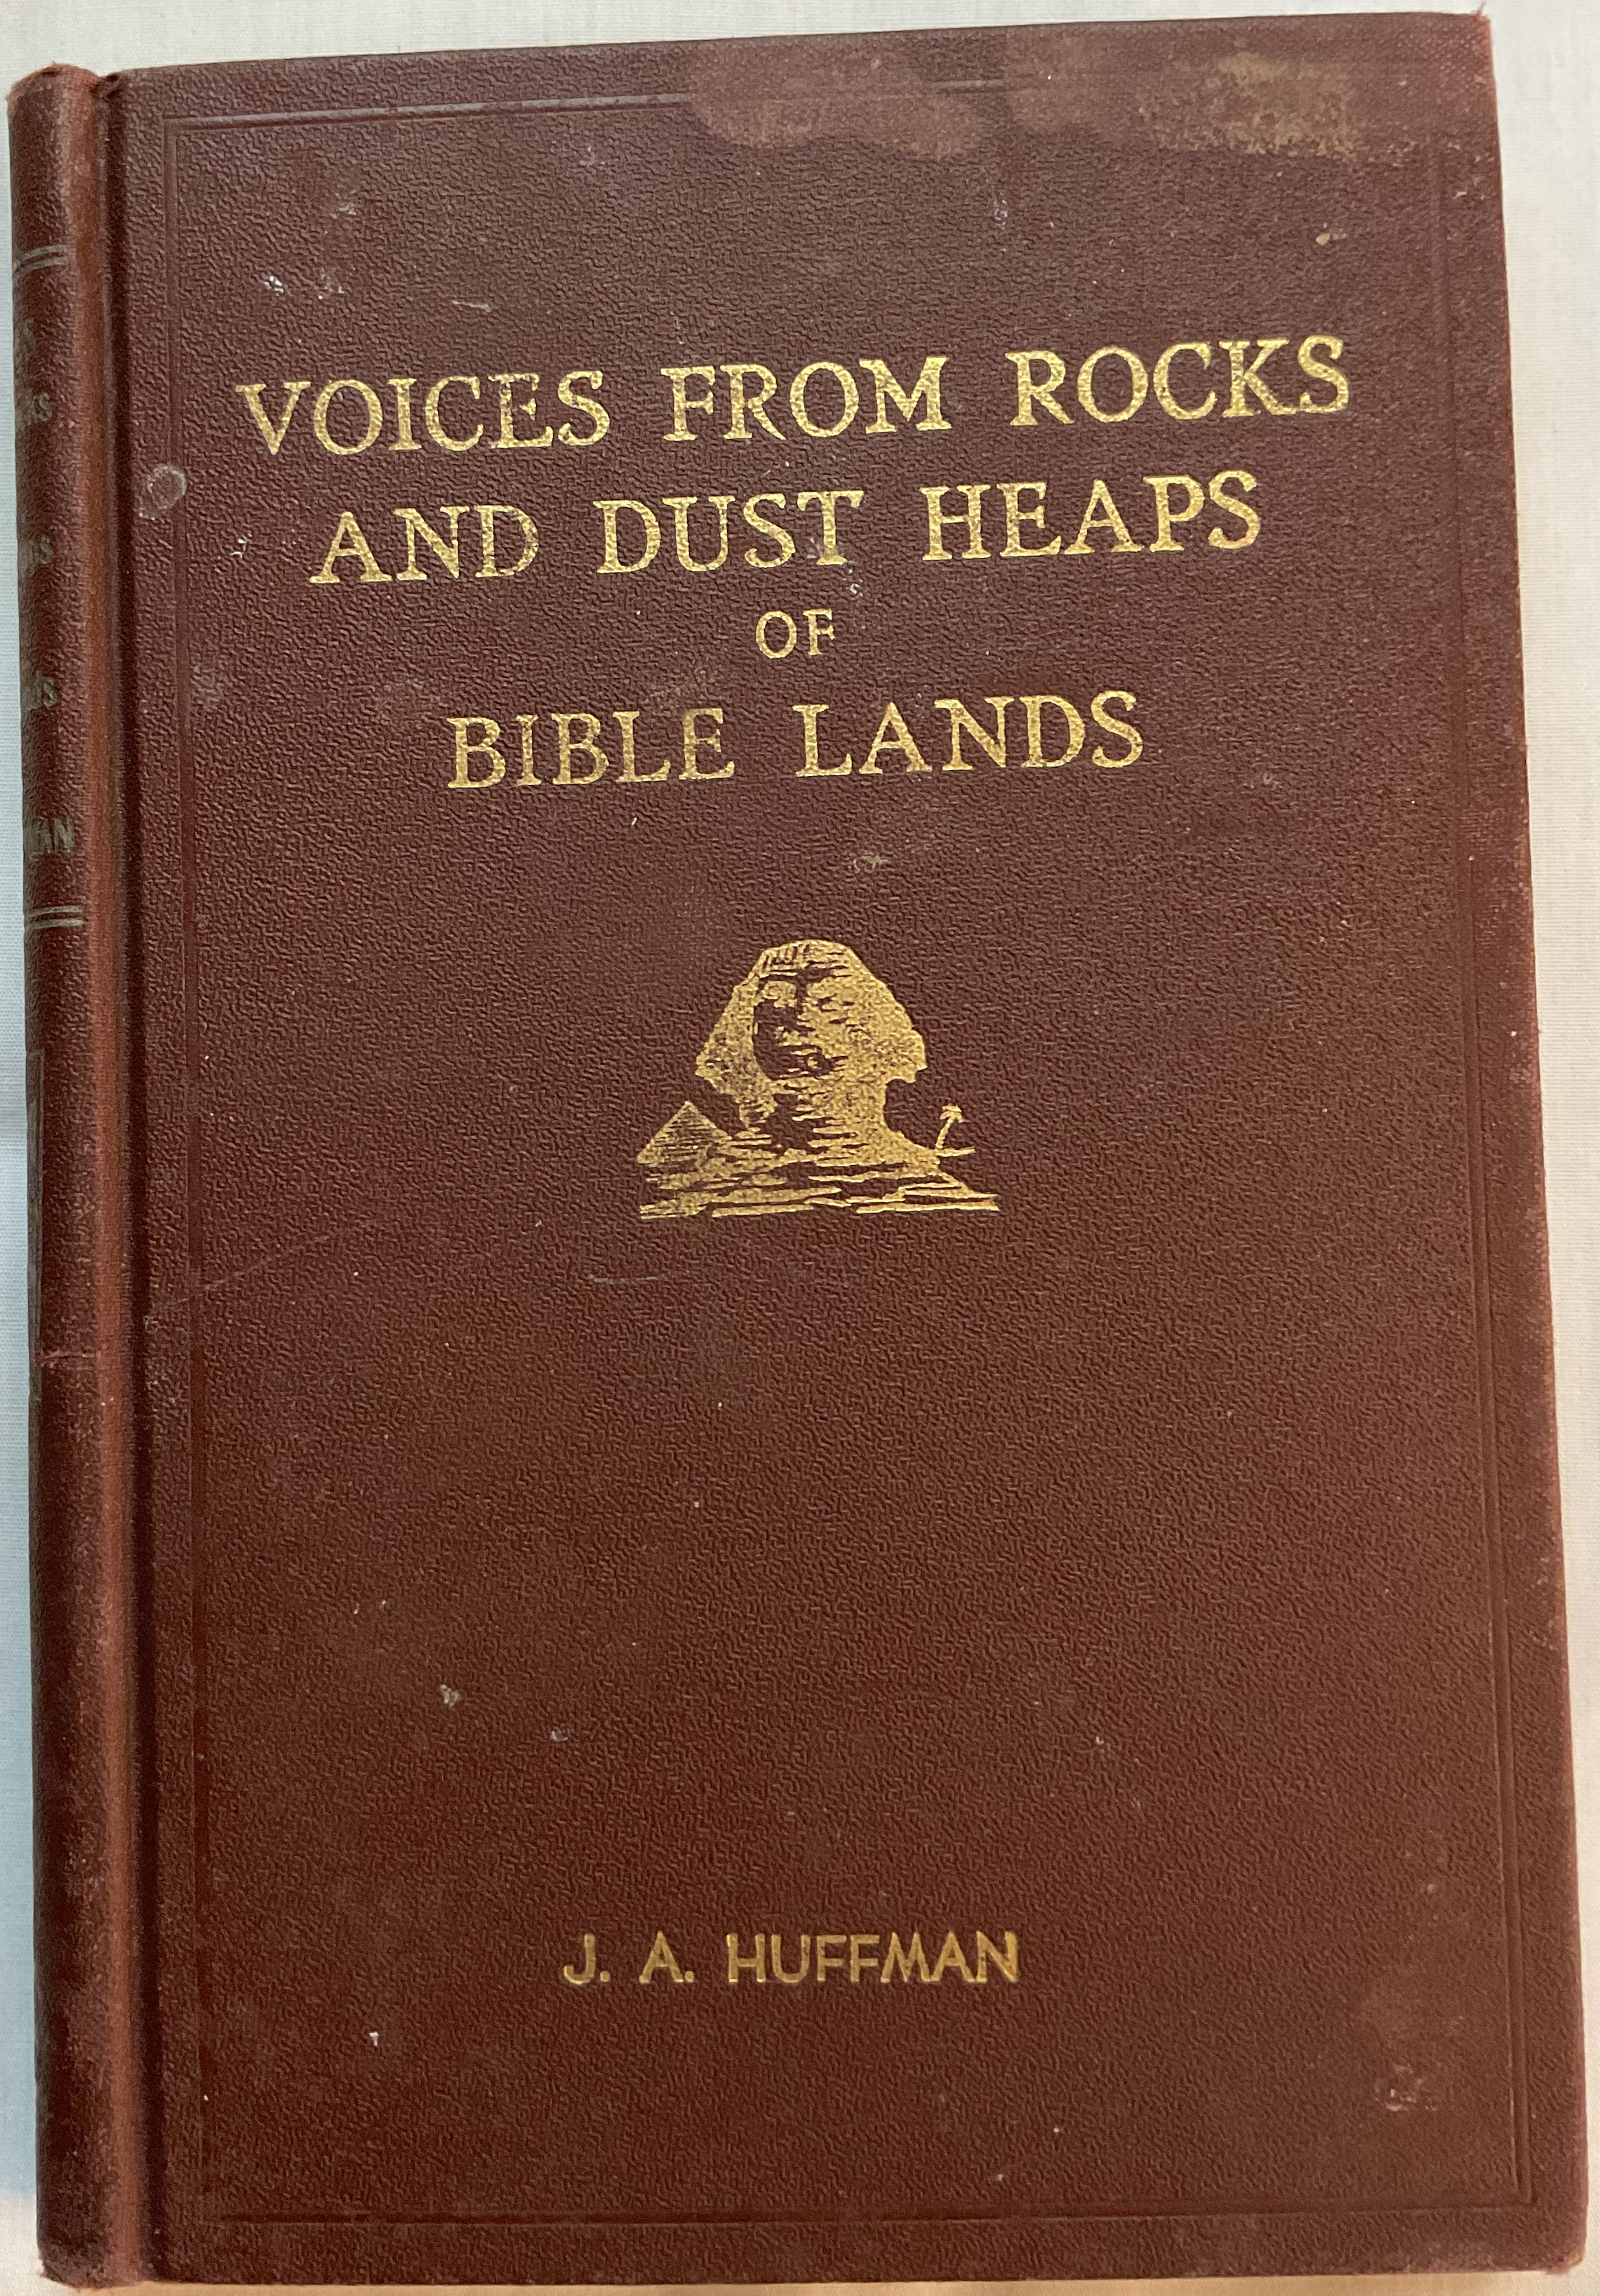 VOICES FROM ROCKS
AND DUST HEAPS
OF
BIBLE LANDS
J. A. HUFFMAN